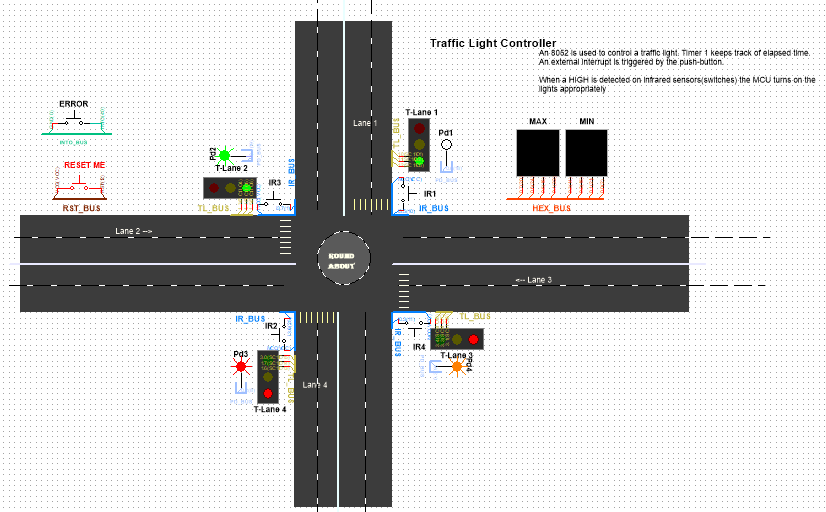 Traffic Light Controller
An 8052 is used to control a traffic light. Timer 1 keeps track of elapsed time.
An external interrupt is triggered by the push-button.
When a HIGH is detected on infrared sensors(switches) the MCU turns on the
lights appropriately
ERROR
INT0_BUS
RESET ME
RST_BUS
T-Lane 1
TL_BUS
Pd1
Lane 1
MAX
MIN
HEX_BUS
Pd2
T-Lane 2
TL_BUS
IR3
IR_BUS
IR1
IR_BUS
Lane 2 -->
ROUND
ABOUT
<-- Lane 3
IR_BUS
IR2
Pd3
TL_BUS
T-Lane 4
Lane 4
IR_BUS
IR4
TL_BUS
T-Lane 3
Pd4